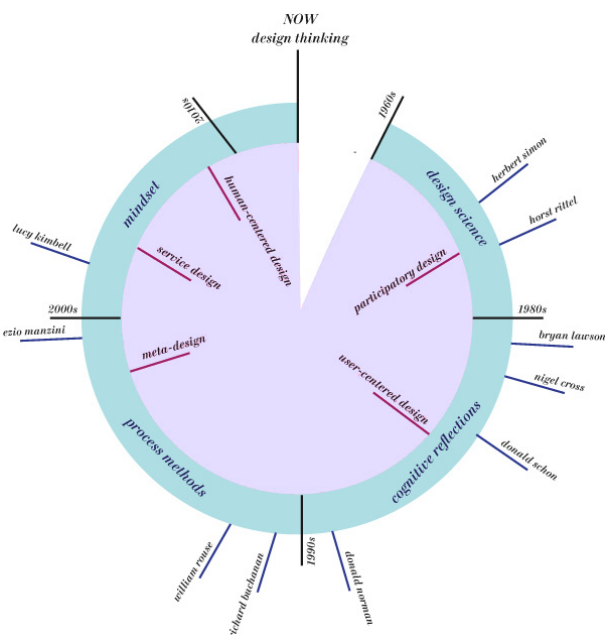 NOW
design thinking
1960s
design science
herbert simon
horst rittel
participatory design
1980s
bryan lawson
nigel cross
donald schon
user-centered design
cognitive reflections
donald norman
1990s
richard buchanan
william rouse
process methods
meta-design
ezio manzini
2000s
lucy kimbell
service design
mindset
human-centered design
2010s